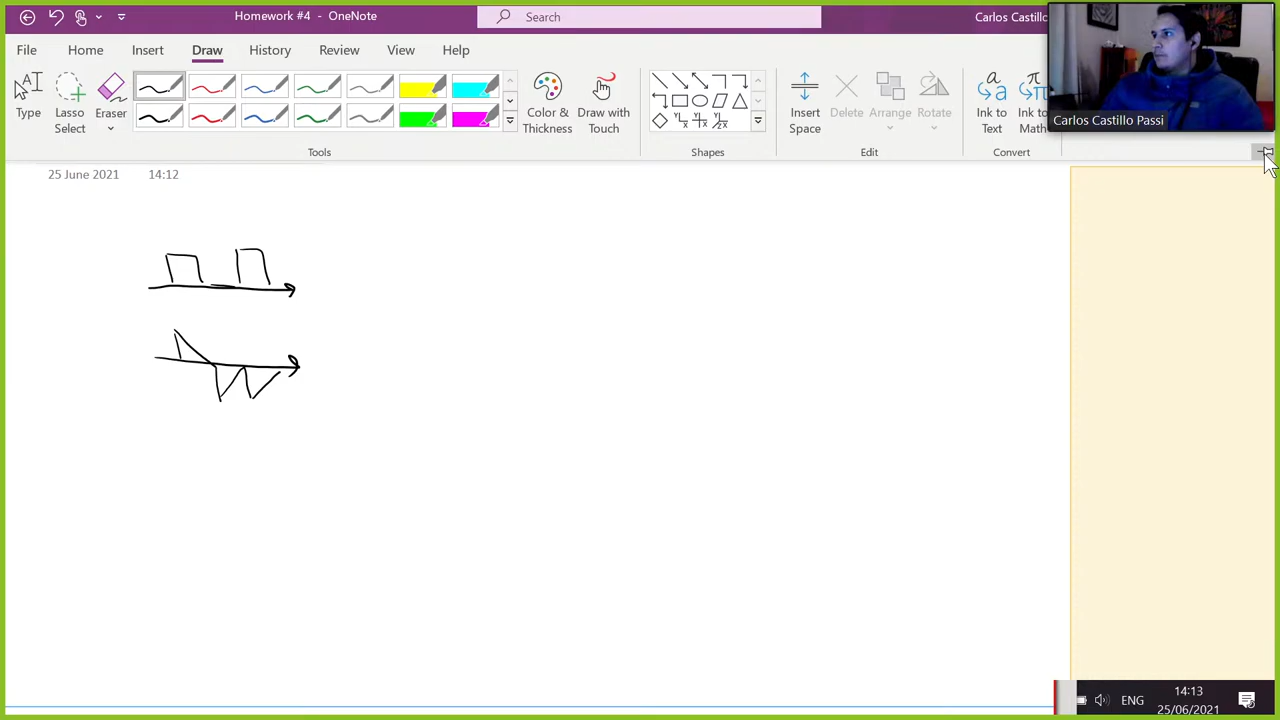 Homework #4 - OneNote
Search
Carlos Castillo
File Home Insert Draw History Review View Help
Type
Lasso Select
Eraser
Color & Thickness
Draw with Touch
Insert Space
Delete
Arrange
Rotate
Ink to Text
Ink to Math
Carlos Castillo Passi
Tools
Shapes
Edit
Convert
25 June 2021 14:12
ENG
14:13
25/06/2021